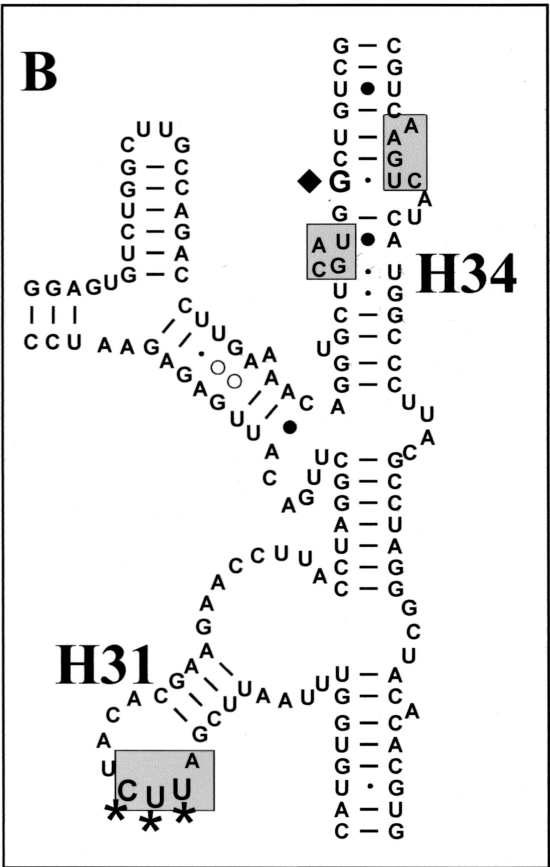 B
G – C
C – G
U ● U
G – C
A
U – A
C – G
◆ G · U C
A
G – C U
A U ● A
C G · U
H34
U · G
C – G
U G – C
G – C
G – C
A U
U
A
C
U C – G
U G – C
G G – C
A A – U
U – A
C – G
A C – G
G
C
U
U U
C G
G – C
G – C
U – A
C – G
U – A
G G A G U G – C
C C U A A G A G A G U U A C A G
C U U G A A A A C
A C C U U
A
G
A
A
H31
A C A C G
U
C U U
* * *
A
G C U U A A U U
U – A
G – C
G – C A
U – A
G – C
U – G
A · U
C – G